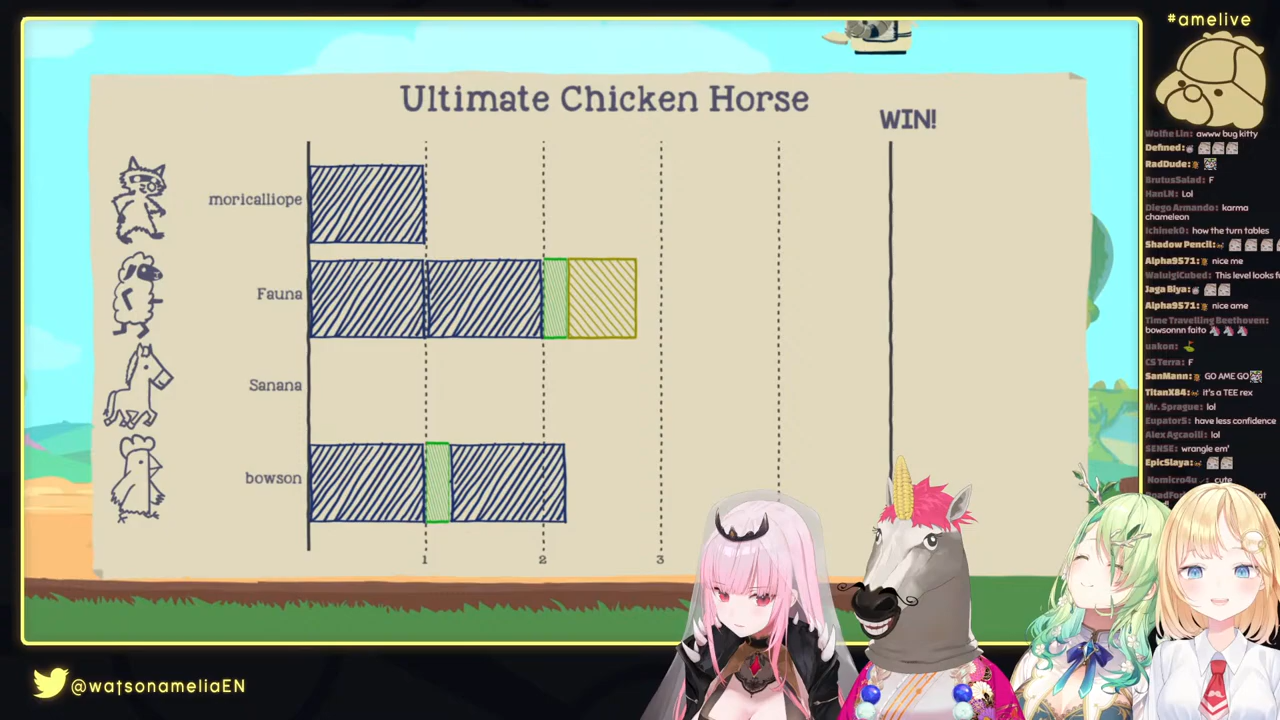 #amelive
Ultimate Chicken Horse
WIN!
moricalliope
Fauna
Sanana
bowson
1
2
3
Wolfie Lin: awww bug kitty
Defmed:
RadDude:
BrutusSalad: F
HanLN: Lol
Diego Armando: karma
chameleon
ichinek0: how the turn tables
Shadow Pencil:
Alpha9571: nice me
WaluigiCubed: This level looks fu
Jaga Biya:
Alpha9571: nice ame
Time Travelling Beethoven:
bowsonnn faito
uakon:
CS Terra: F
SanMann: GO AME GO
TitanX84: it's a TEE rex
Mr. Sprague: lol
EupatorS: have less confidence
Alex Agcaoili: lol
SENSE: wrangle em'
EpicSlaya:
Nomicro4u: cute
@watsonameliaEN